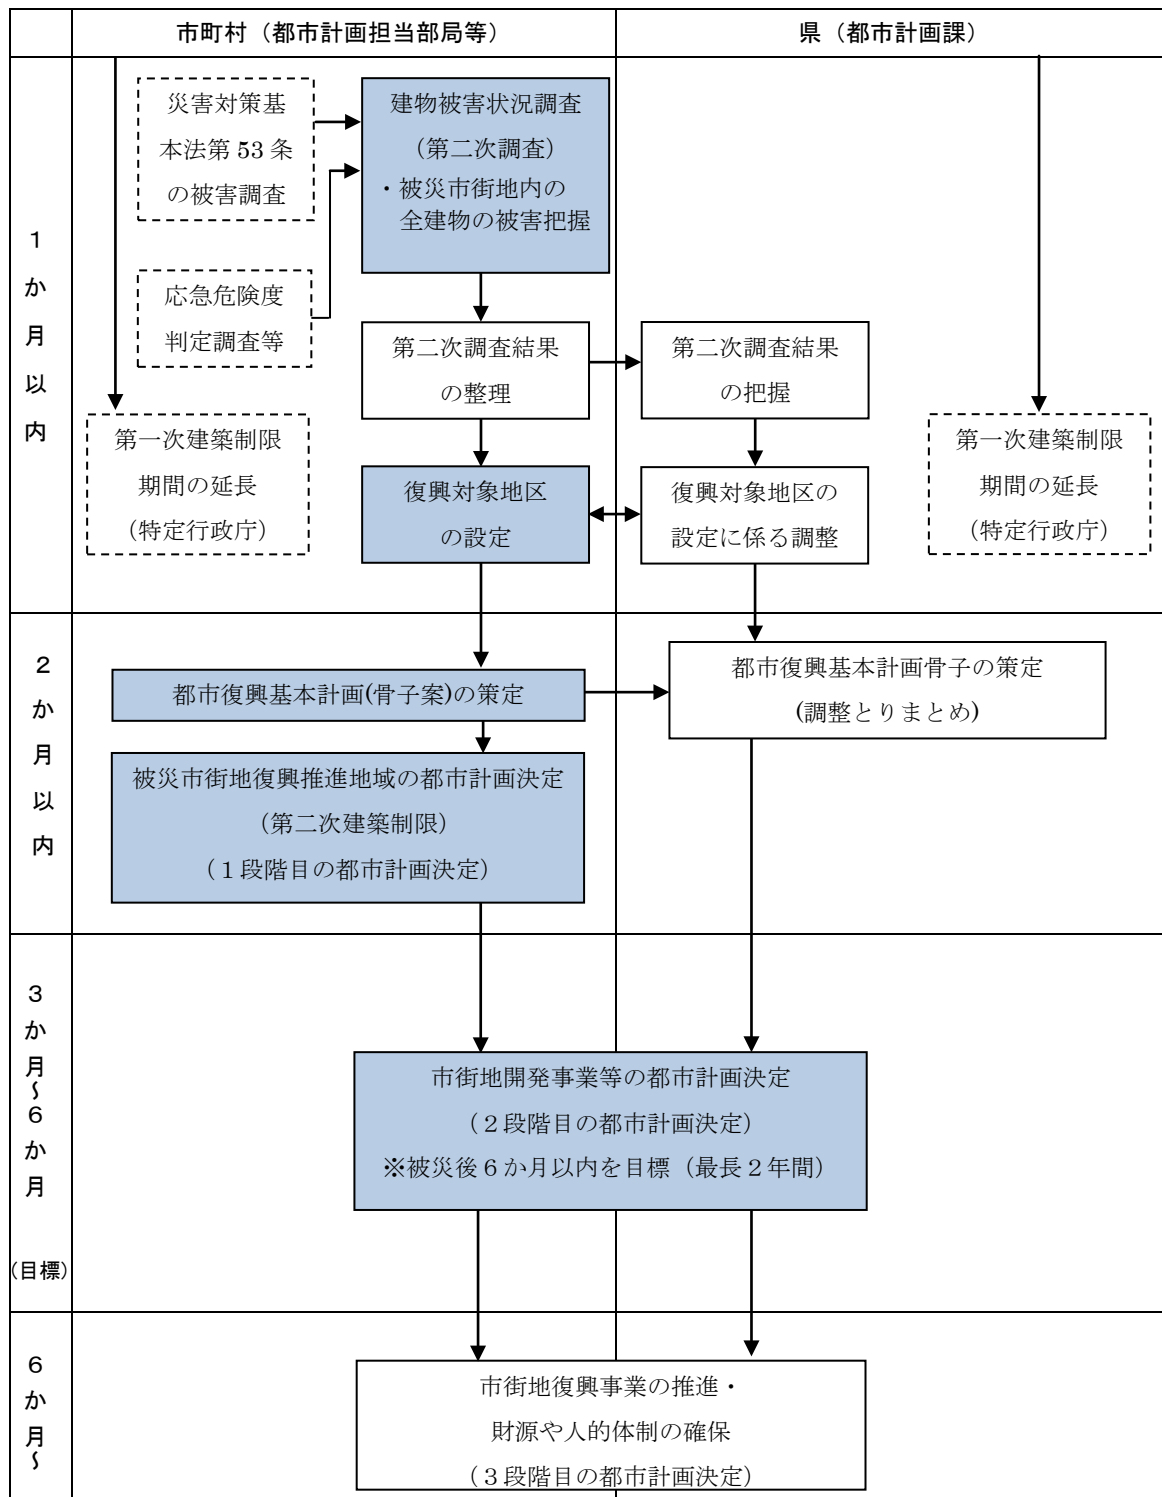 市町村（都市計画担当部局等）
県（都市計画課）
１か月以内
災害対策基
本法第 53 条
の被害調査
建物被害状況調査
（第二次調査）
・被災市街地内の
全建物の被害把握
応急危険度
判定調査等
第二次調査結果
の整理
第二次調査結果
の把握
第一次建築制限
期間の延長
（特定行政庁）
復興対象地区
の設定
復興対象地区の
設定に係る調整
第一次建築制限
期間の延長
（特定行政庁）
２か月以内
都市復興基本計画(骨子案)の策定
都市復興基本計画骨子の策定
(調整とりまとめ)
被災市街地復興推進地域の都市計画決定
（第二次建築制限）
（１段階目の都市計画決定）
３か月～６か月
（目標）
市街地開発事業等の都市計画決定
（２段階目の都市計画決定）
※被災後６か月以内を目標（最長２年間）
６か月～
市街地復興事業の推進・
財源や人的体制の確保
（３段階目の都市計画決定）